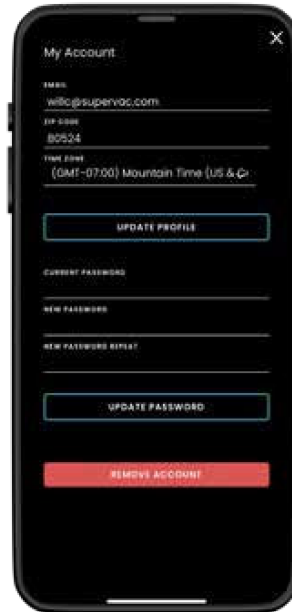 My Account
EMAIL
willc@supervac.com
ZIP CODE
80524
TIME ZONE
(GMT-07:00) Mountain Time (US &
UPDATE PROFILE
CURRENT PASSWORD
NEW PASSWORD
NEW PASSWORD REPEAT
UPDATE PASSWORD
REMOVE ACCOUNT